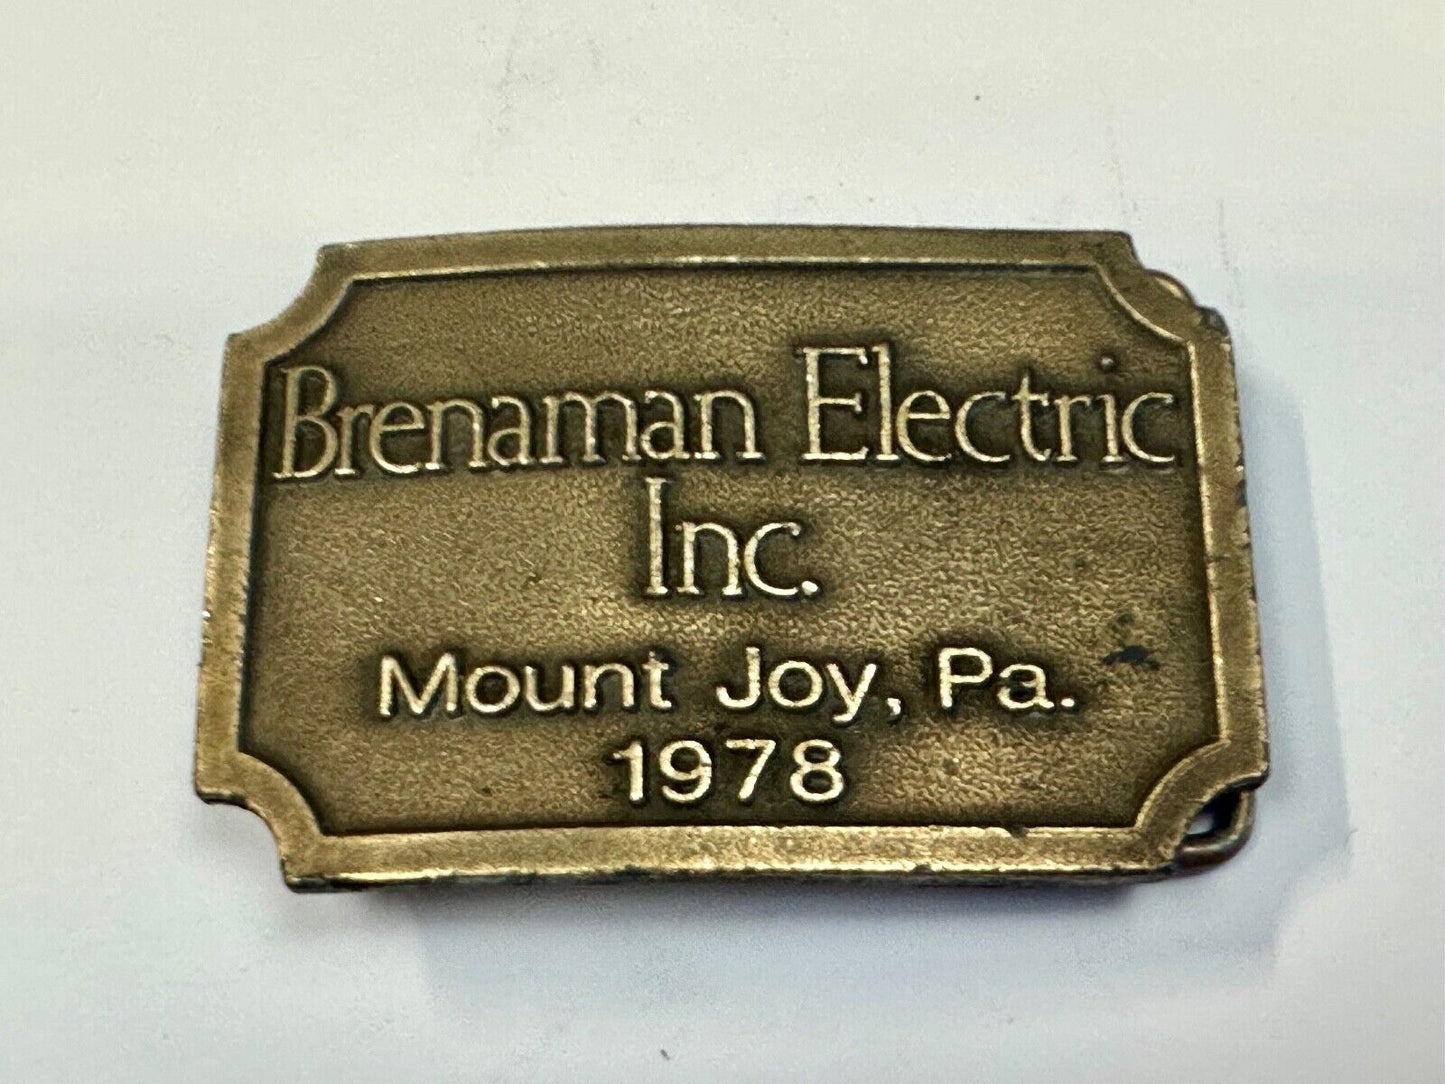 Brenaman Electric
Inc.
Mount Joy, Pa.
1978